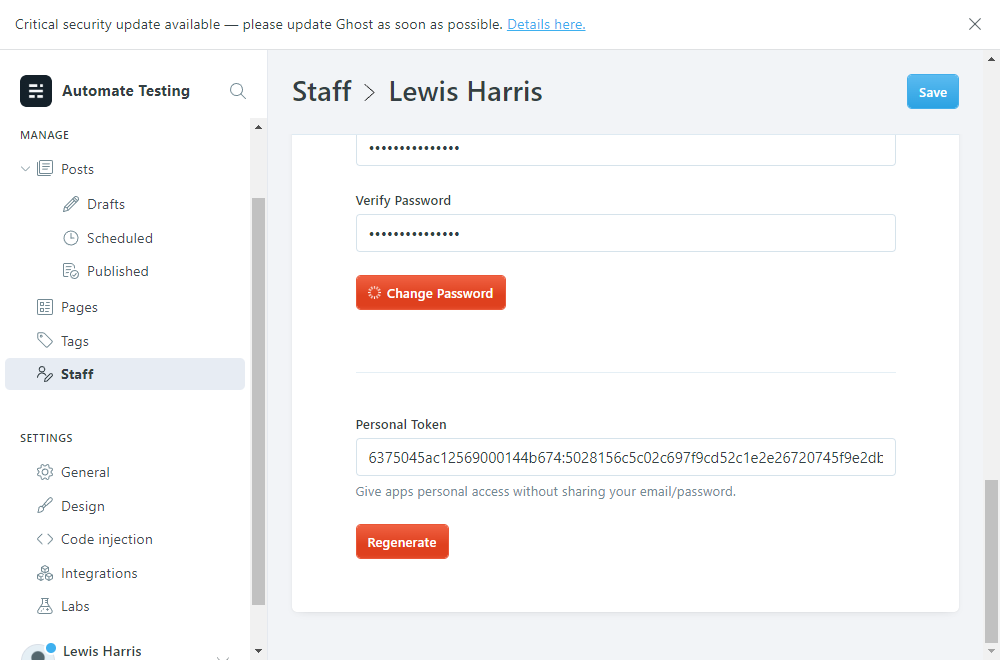 Critical security update available — please update Ghost as soon as possible. Details here.
Automate Testing
MANAGE
Posts
Drafts
Scheduled
Published
Pages
Tags
Staff
SETTINGS
General
Design
Code injection
Integrations
Labs
Lewis Harris
Staff > Lewis Harris
Save
•••••••••••••••
Verify Password
•••••••••••••••
Change Password
Personal Token
6375045ac12569000144b674:5028156c5c02c697f9cd52c1e2e26720745f9e2db
Give apps personal access without sharing your email/password.
Regenerate